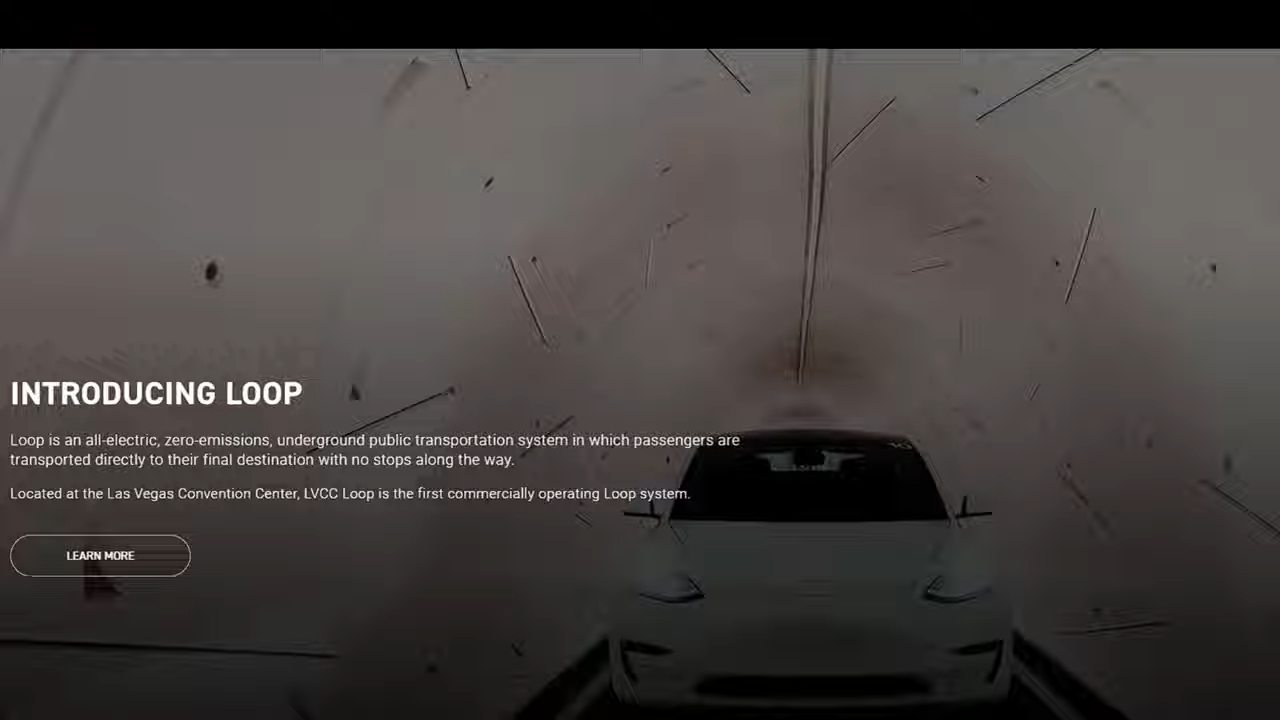 INTRODUCING LOOP
Loop is an all-electric, zero-emissions, underground public transportation system in which passengers are
transported directly to their final destination with no stops along the way.
Located at the Las Vegas Convention Center, LVCC Loop is the first commercially operating Loop system.
LEARN MORE